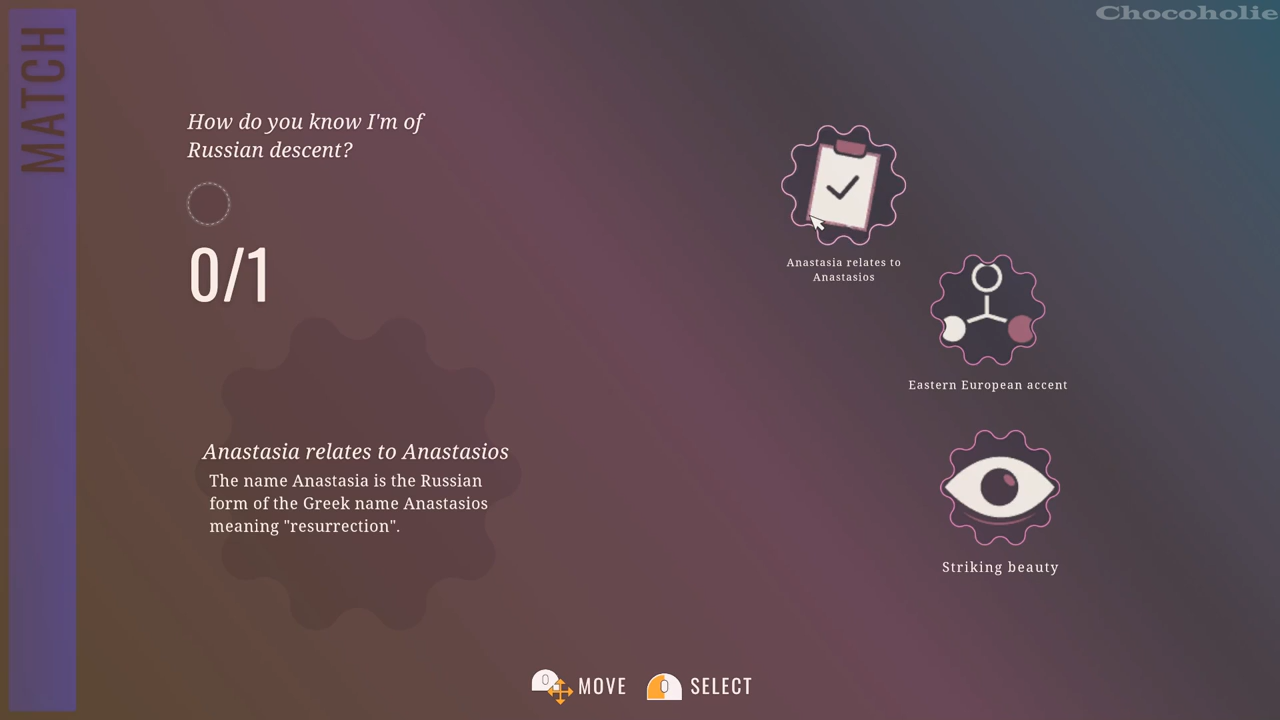 Chocoholie
MATCH
How do you know I'm of
Russian descent?
0/1
Anastasia relates to
Anastasios
Eastern European accent
Anastasia relates to Anastasios
The name Anastasia is the Russian
form of the Greek name Anastasios
meaning "resurrection".
Striking beauty
MOVE
SELECT